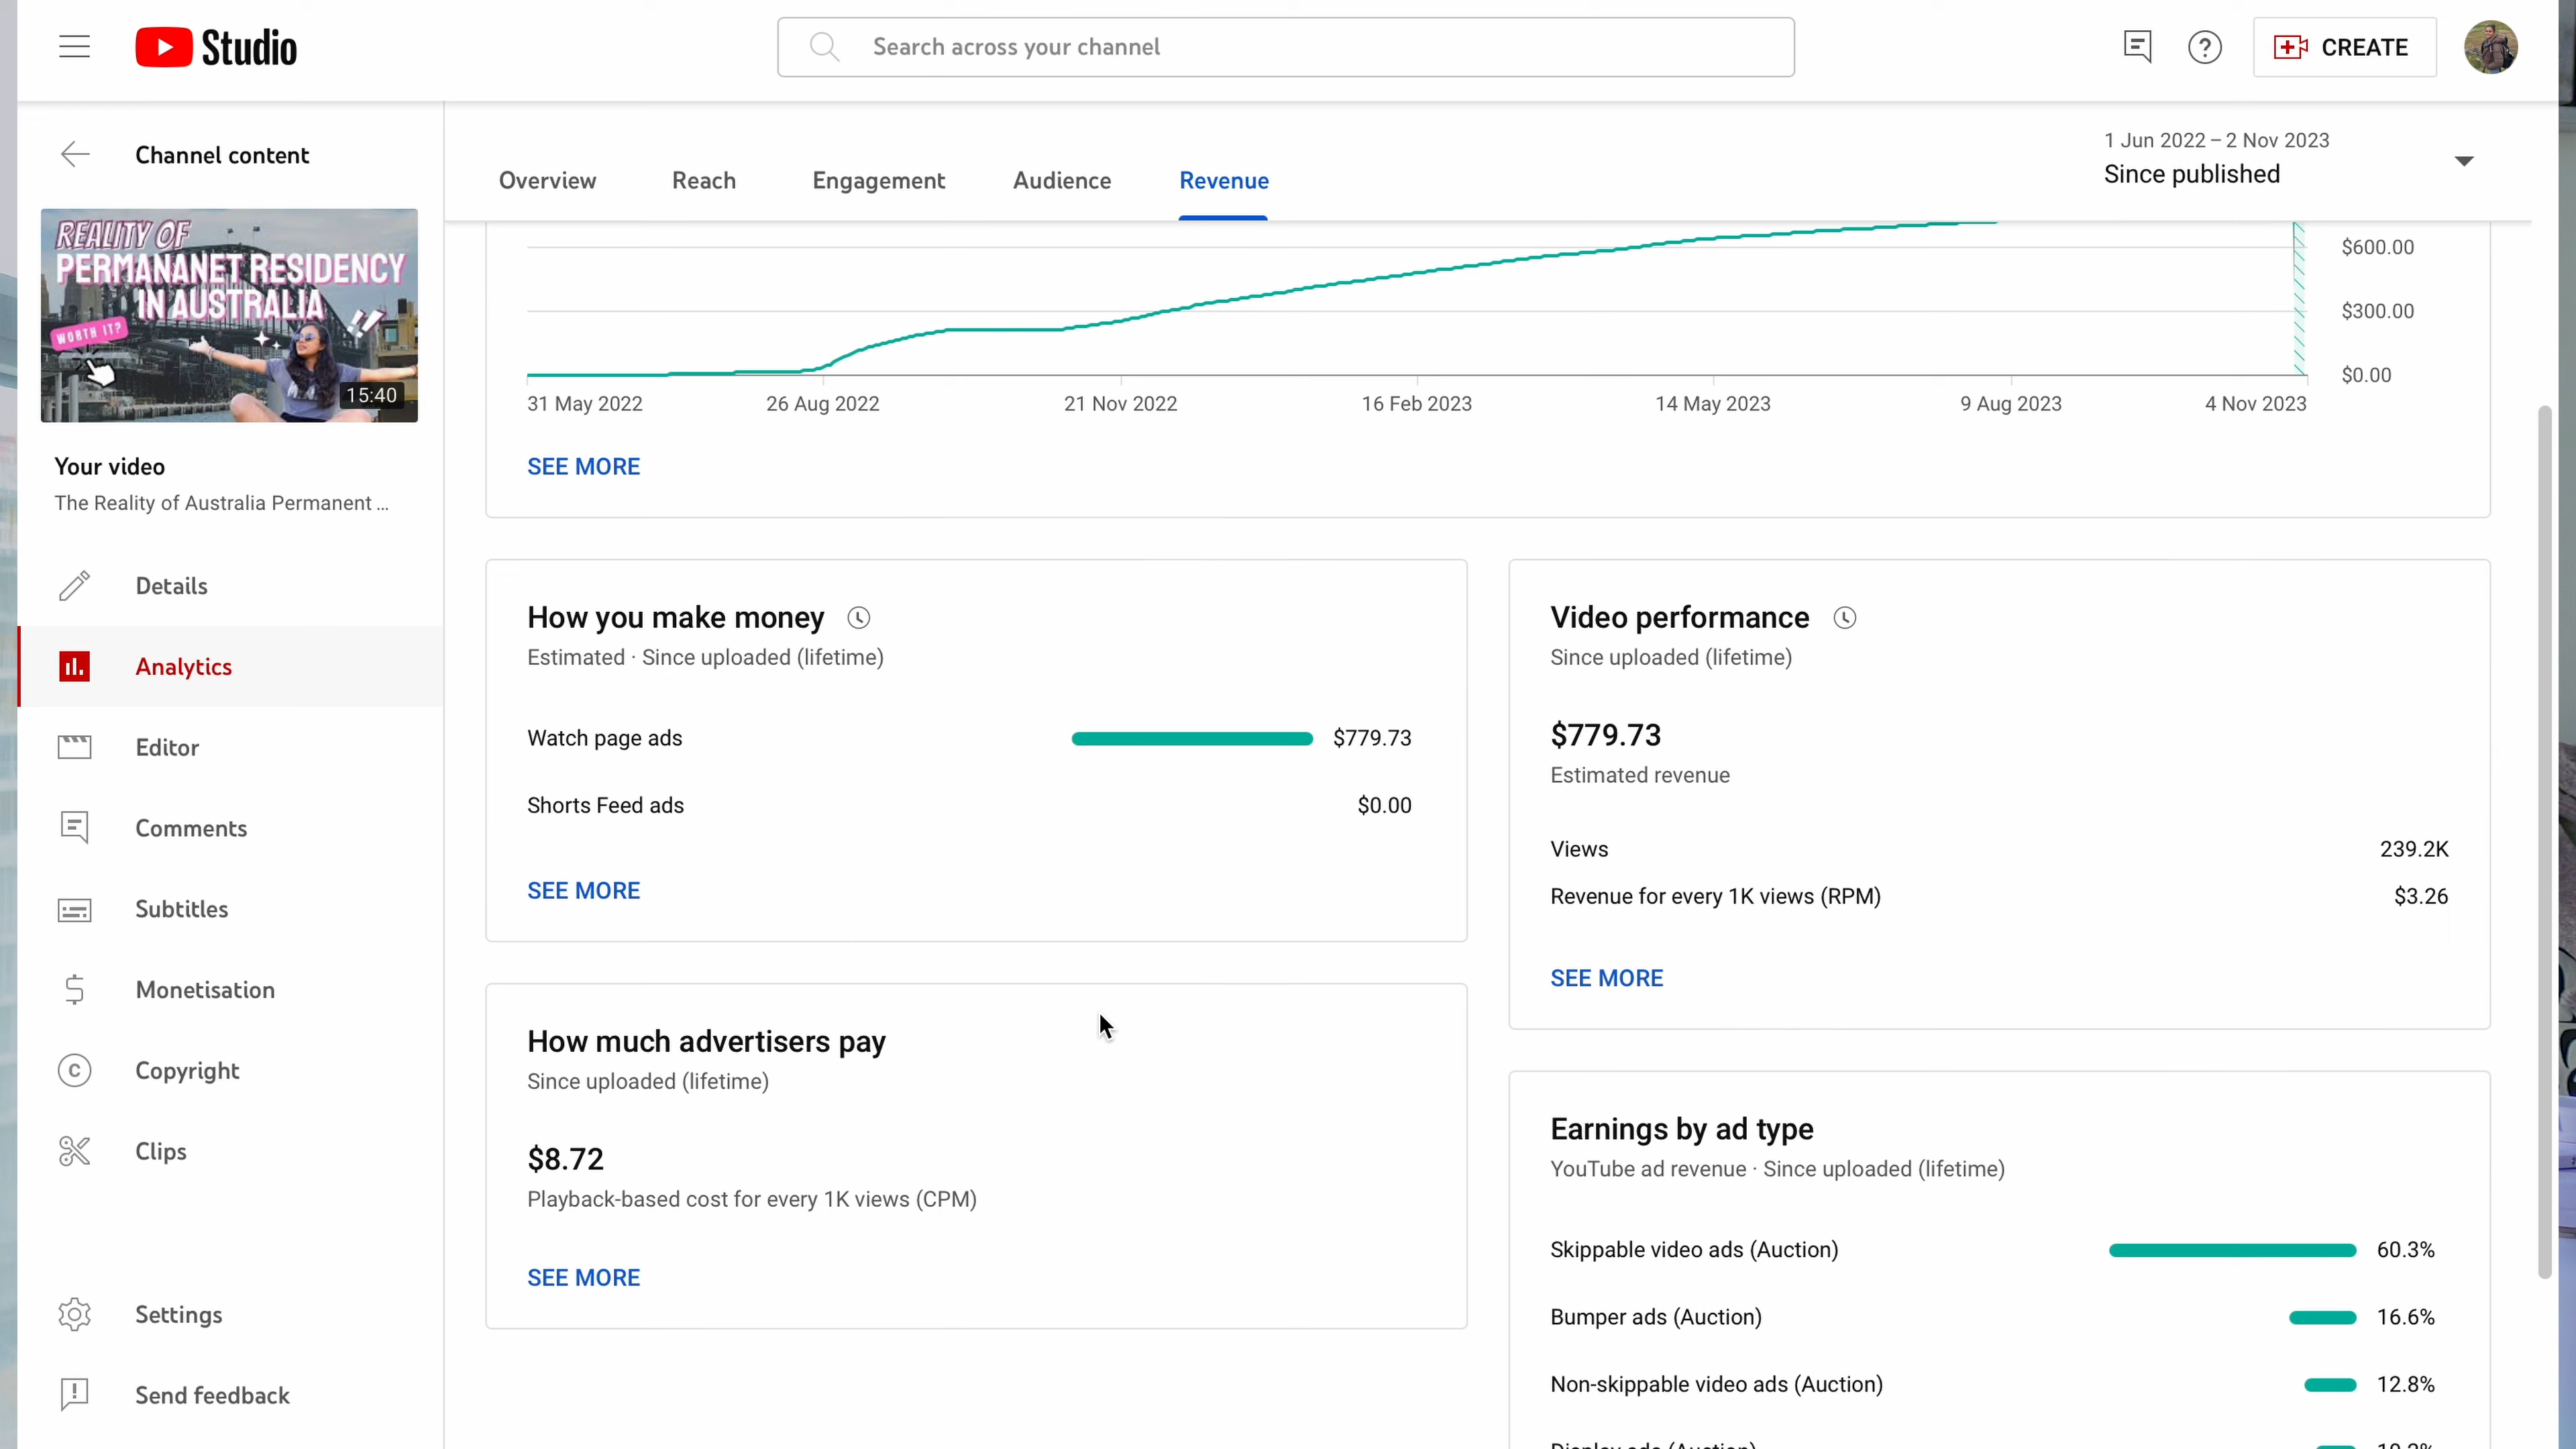 Studio
Search across your channel
CREATE
Channel content
REALITY OF
PERMANANET RESIDENCY
IN AUSTRALIA
WORTH IT?
15:40
Your video
The Reality of Australia Permanent ...
Details
Analytics
Editor
Comments
Subtitles
Monetisation
Copyright
Clips
Settings
Send feedback
Overview
Reach
Engagement
Audience
Revenue
1 Jun 2022 – 2 Nov 2023
Since published
$600.00
$300.00
$0.00
31 May 2022
26 Aug 2022
21 Nov 2022
16 Feb 2023
14 May 2023
9 Aug 2023
4 Nov 2023
SEE MORE
How you make money
Estimated · Since uploaded (lifetime)
Watch page ads $779.73
Shorts Feed ads $0.00
SEE MORE
How much advertisers pay
Since uploaded (lifetime)
$8.72
Playback-based cost for every 1K views (CPM)
SEE MORE
Video performance
Since uploaded (lifetime)
$779.73
Estimated revenue
Views 239.2K
Revenue for every 1K views (RPM) $3.26
SEE MORE
Earnings by ad type
YouTube ad revenue · Since uploaded (lifetime)
Skippable video ads (Auction) 60.3%
Bumper ads (Auction) 16.6%
Non-skippable video ads (Auction) 12.8%
Display ads (Auction)